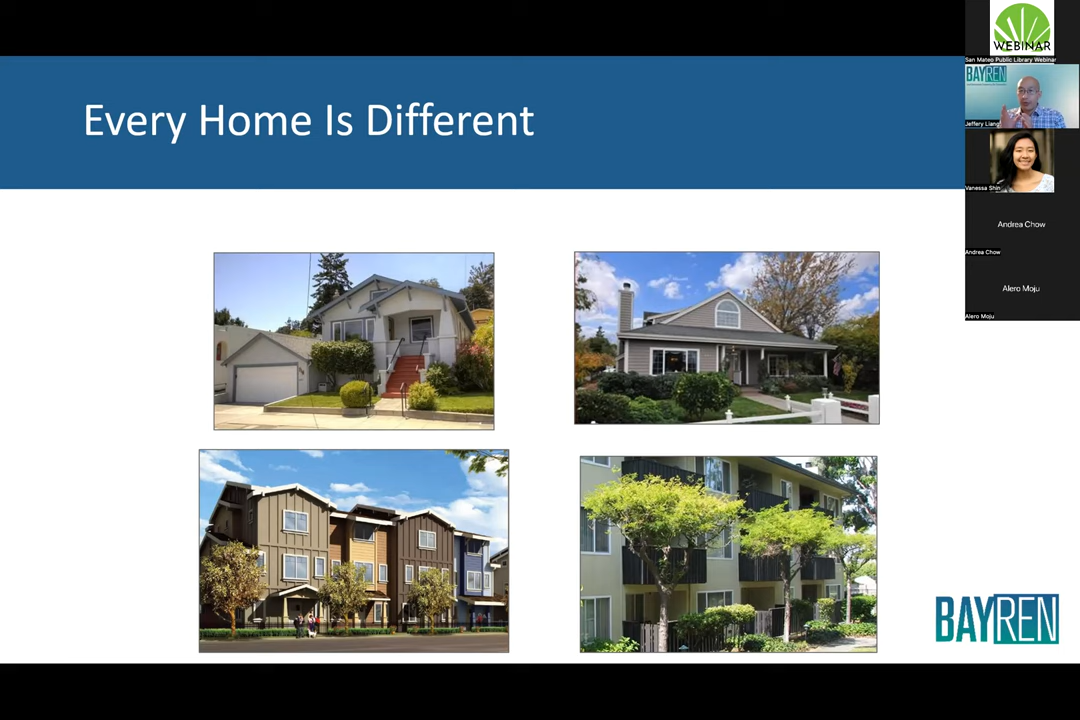 Every Home Is Different
WEBINAR
San Mateo Public Library Webinar
BAYREN
Jeffery Liang
Vanessa Shin
Andrea Chow
Andrea Chow
Alero Moju
Alero Moju
BAYREN